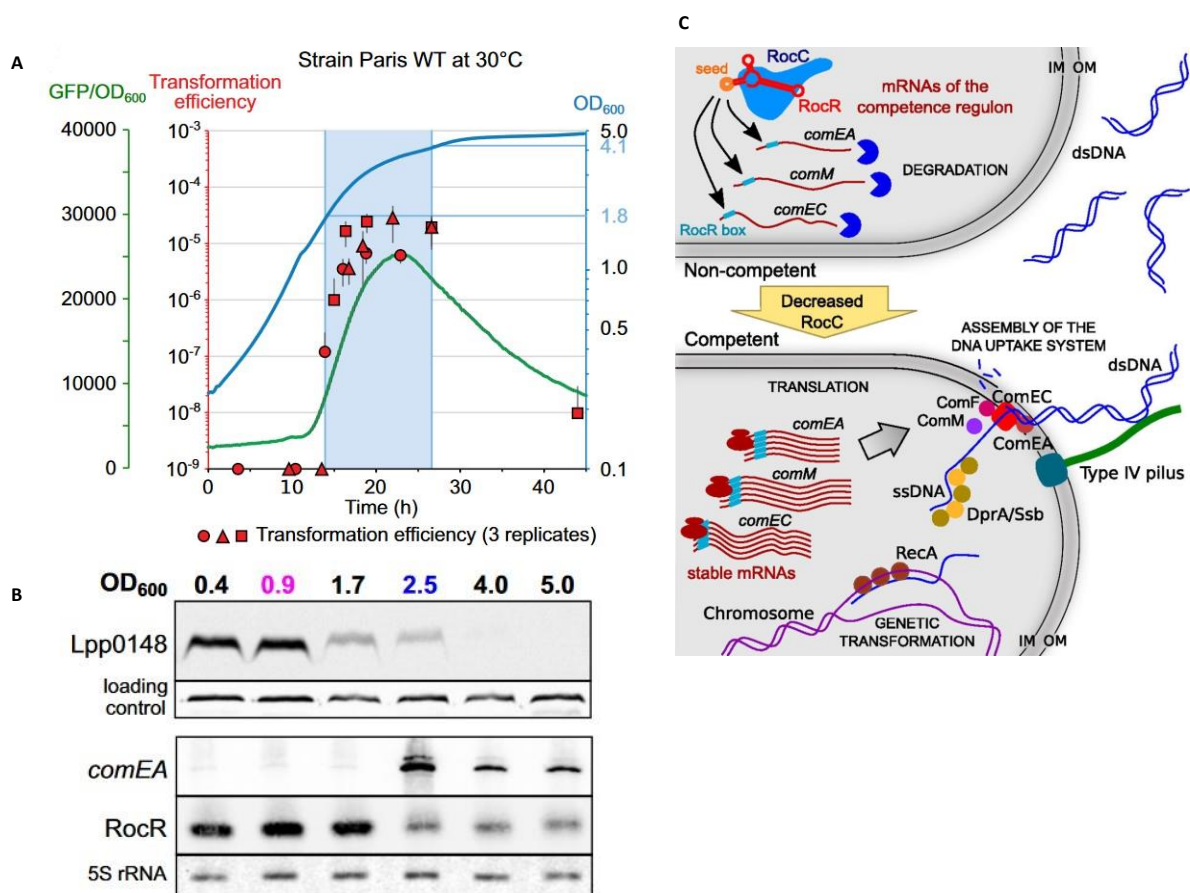 A
Strain Paris WT at 30°C
GFP/OD600
Transformation
efficiency
OD600
40000
30000
20000
10000
0
10-3
10-4
10-5
10-6
10-7
10-8
10-9
5.0
4.1
1.8
1.0
0.5
0.1
0 10 20 30 40
Time (h)
Transformation efficiency (3 replicates)
B
OD600 0.4 0.9 1.7 2.5 4.0 5.0
Lpp0148
loading
control
comEA
RocR
5S rRNA
C
RocC
seed
RocR
mRNAs of the
competence regulon
IM OM
comEA
DEGRADATION
comM
comEC
RocR box
dsDNA
Non-competent
Decreased
RocC
Competent
ASSEMBLY OF THE
DNA UPTAKE SYSTEM
dsDNA
TRANSLATION
ComF
ComEC
ComM
ComEA
comEA
comM
comEC
stable mRNAs
ssDNA
DprA/Ssb
Type IV pilus
RecA
Chromosome
GENETIC
TRANSFORMATION
IM OM